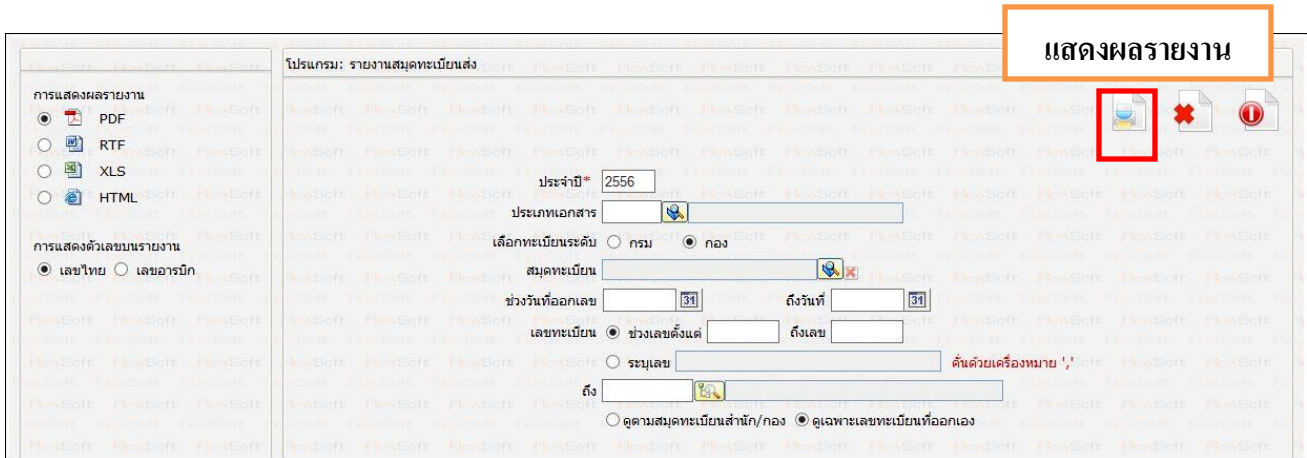 แสดงผลรายงาน
โปรแกรม: รายงานสมุดทะเบียนส่ง
การแสดงผลรายงาน
PDF
RTF
XLS
HTML
การแสดงตัวเลขบนรายงาน
เลขไทย เลขอารบิก
ประจำปี* 2556
ประเภทเอกสาร
เลือกทะเบียนระดับ กรม กอง
สมุดทะเบียน
ช่วงวันที่ออกเลข 31 ถึงวันที่ 31
เลขทะเบียน ช่วงเลขตั้งแต่ ถึงเลข
ระบุเลข คั่นด้วยเครื่องหมาย ','
ถึง
ดูตามสมุดทะเบียนสำนัก/กอง ดูเฉพาะเลขทะเบียนที่ออกเอง